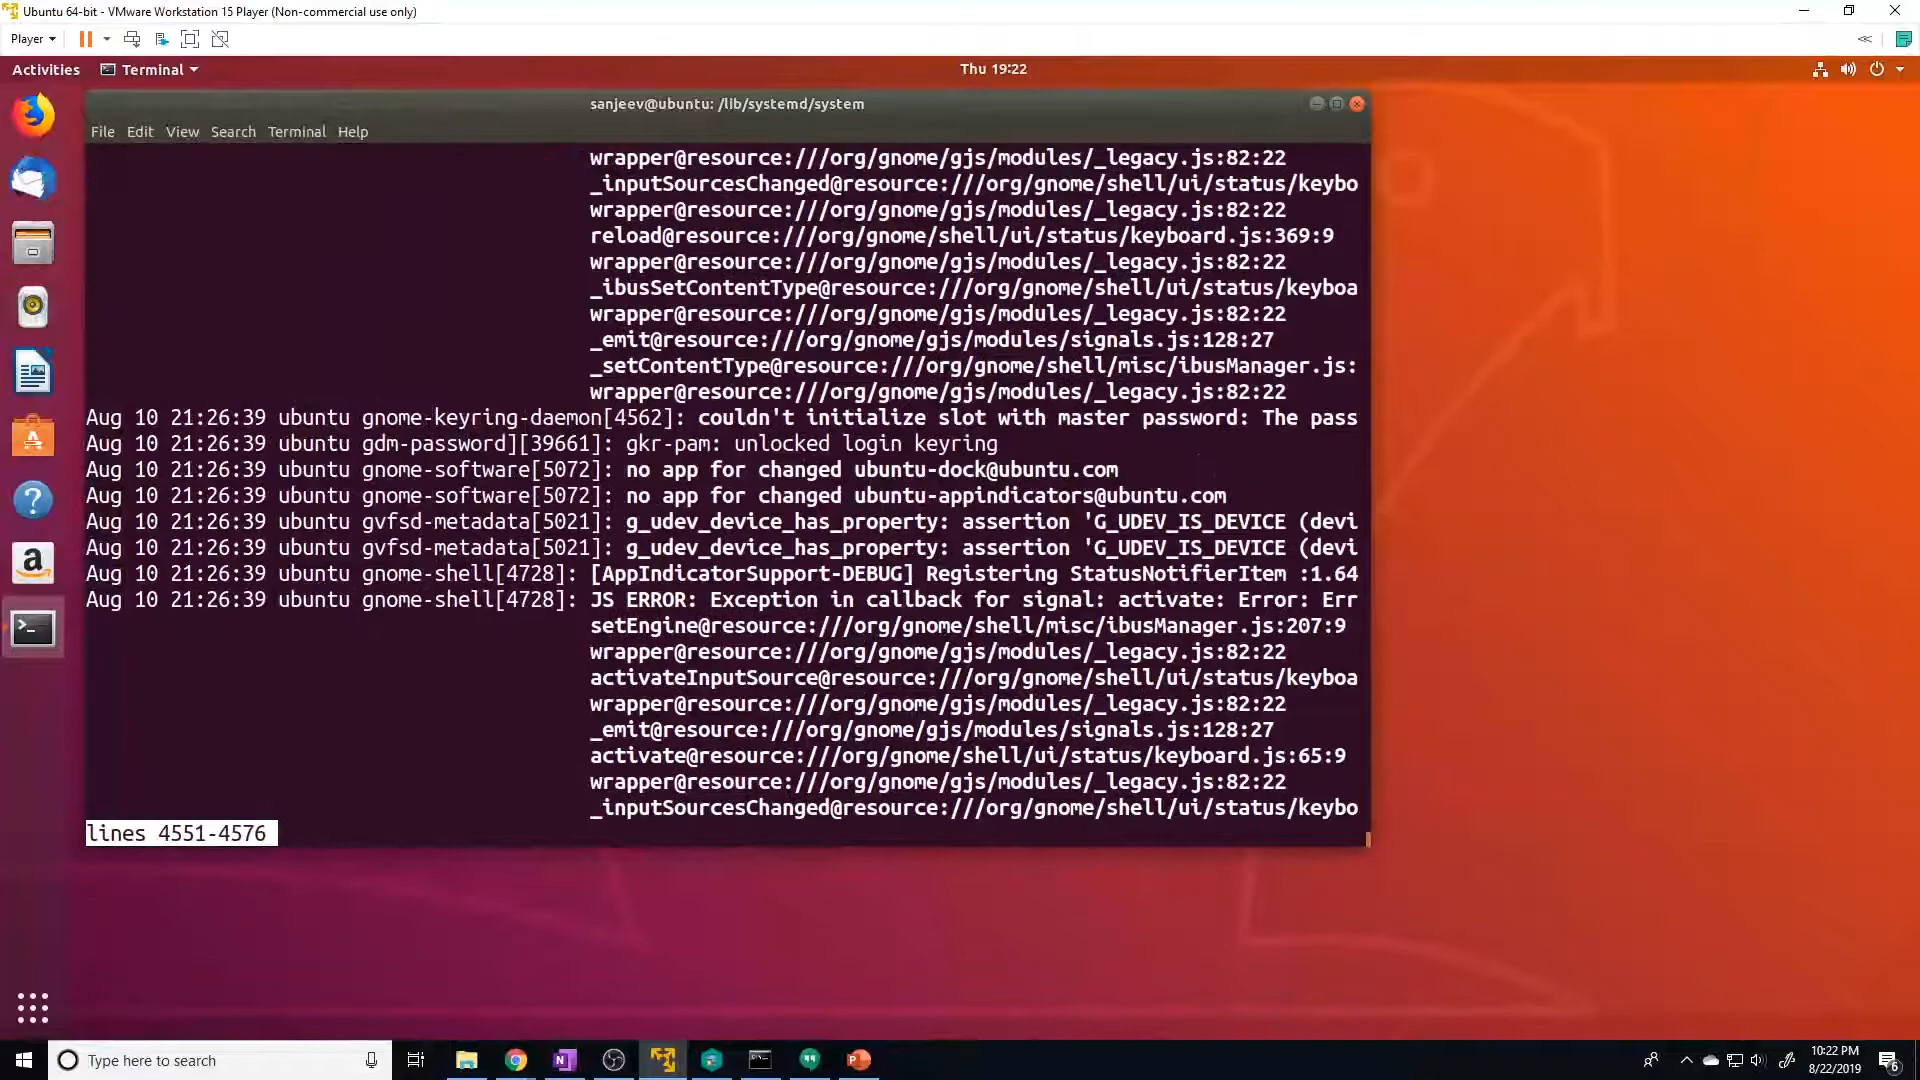 Ubuntu 64-bit - VMware Workstation 15 Player (Non-commercial use only)
Player
Activities Terminal Thu 19:22
sanjeev@ubuntu: /lib/systemd/system
File Edit View Search Terminal Help
wrapper@resource:///org/gnome/gjs/modules/_legacy.js:82:22
_inputSourcesChanged@resource:///org/gnome/shell/ui/status/keybo
wrapper@resource:///org/gnome/gjs/modules/_legacy.js:82:22
reload@resource:///org/gnome/shell/ui/status/keyboard.js:369:9
wrapper@resource:///org/gnome/gjs/modules/_legacy.js:82:22
_ibusSetContentType@resource:///org/gnome/shell/ui/status/keyboa
wrapper@resource:///org/gnome/gjs/modules/_legacy.js:82:22
_emit@resource:///org/gnome/gjs/modules/signals.js:128:27
_setContentType@resource:///org/gnome/shell/misc/ibusManager.js:
wrapper@resource:///org/gnome/gjs/modules/_legacy.js:82:22
Aug 10 21:26:39 ubuntu gnome-keyring-daemon[4562]: couldn't initialize slot with master password: The pass
Aug 10 21:26:39 ubuntu gdm-password][39661]: gkr-pam: unlocked login keyring
Aug 10 21:26:39 ubuntu gnome-software[5072]: no app for changed ubuntu-dock@ubuntu.com
Aug 10 21:26:39 ubuntu gnome-software[5072]: no app for changed ubuntu-appindicators@ubuntu.com
Aug 10 21:26:39 ubuntu gvfsd-metadata[5021]: g_udev_device_has_property: assertion 'G_UDEV_IS_DEVICE (devi
Aug 10 21:26:39 ubuntu gvfsd-metadata[5021]: g_udev_device_has_property: assertion 'G_UDEV_IS_DEVICE (devi
Aug 10 21:26:39 ubuntu gnome-shell[4728]: [AppIndicatorSupport-DEBUG] Registering StatusNotifierItem :1.64
Aug 10 21:26:39 ubuntu gnome-shell[4728]: JS ERROR: Exception in callback for signal: activate: Error: Err
setEngine@resource:///org/gnome/shell/misc/ibusManager.js:207:9
wrapper@resource:///org/gnome/gjs/modules/_legacy.js:82:22
activateInputSource@resource:///org/gnome/shell/ui/status/keyboa
wrapper@resource:///org/gnome/gjs/modules/_legacy.js:82:22
_emit@resource:///org/gnome/gjs/modules/signals.js:128:27
activate@resource:///org/gnome/shell/ui/status/keyboard.js:65:9
wrapper@resource:///org/gnome/gjs/modules/_legacy.js:82:22
_inputSourcesChanged@resource:///org/gnome/shell/ui/status/keybo
lines 4551-4576
Type here to search
10:22 PM
8/22/2019
6